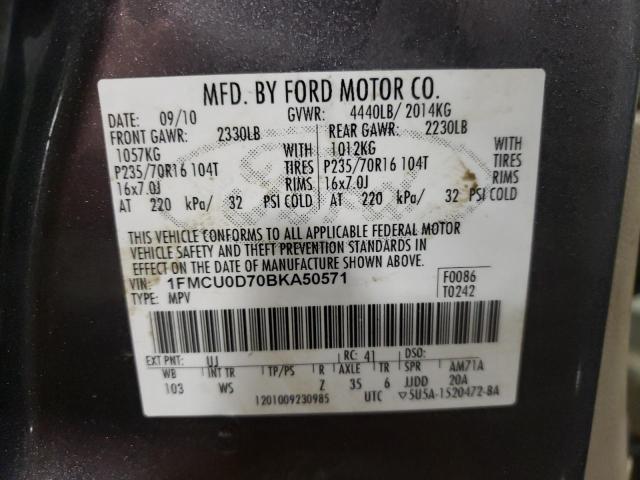 MFD. BY FORD MOTOR CO.
DATE: 09/10 GVWR: 4440LB/ 2014KG
FRONT GAWR: 2330LB REAR GAWR: 2230LB
1057KG WITH 1012KG WITH
P235/70R16 104T TIRES P235/70R16 104T TIRES
16x7.0J RIMS 16x7.0J RIMS
AT 220 kPa/ 32 PSI COLD AT 220 kPa/ 32 PSI COLD
THIS VEHICLE CONFORMS TO ALL APPLICABLE FEDERAL MOTOR
VEHICLE SAFETY AND THEFT PREVENTION STANDARDS IN
EFFECT ON THE DATE OF MANUFACTURE SHOWN ABOVE.
VIN: 1FMCU0D70BKA50571 F0086
TYPE: MPV T0242
EXT PNT: UJ RC: 41 DSO:
WB INT TR TP/PS R AXLE TR SPR AM71A
103 WS Z 35 6 JJDD 20A
1201009230985 UTC ▽5U5A-1520472-BA